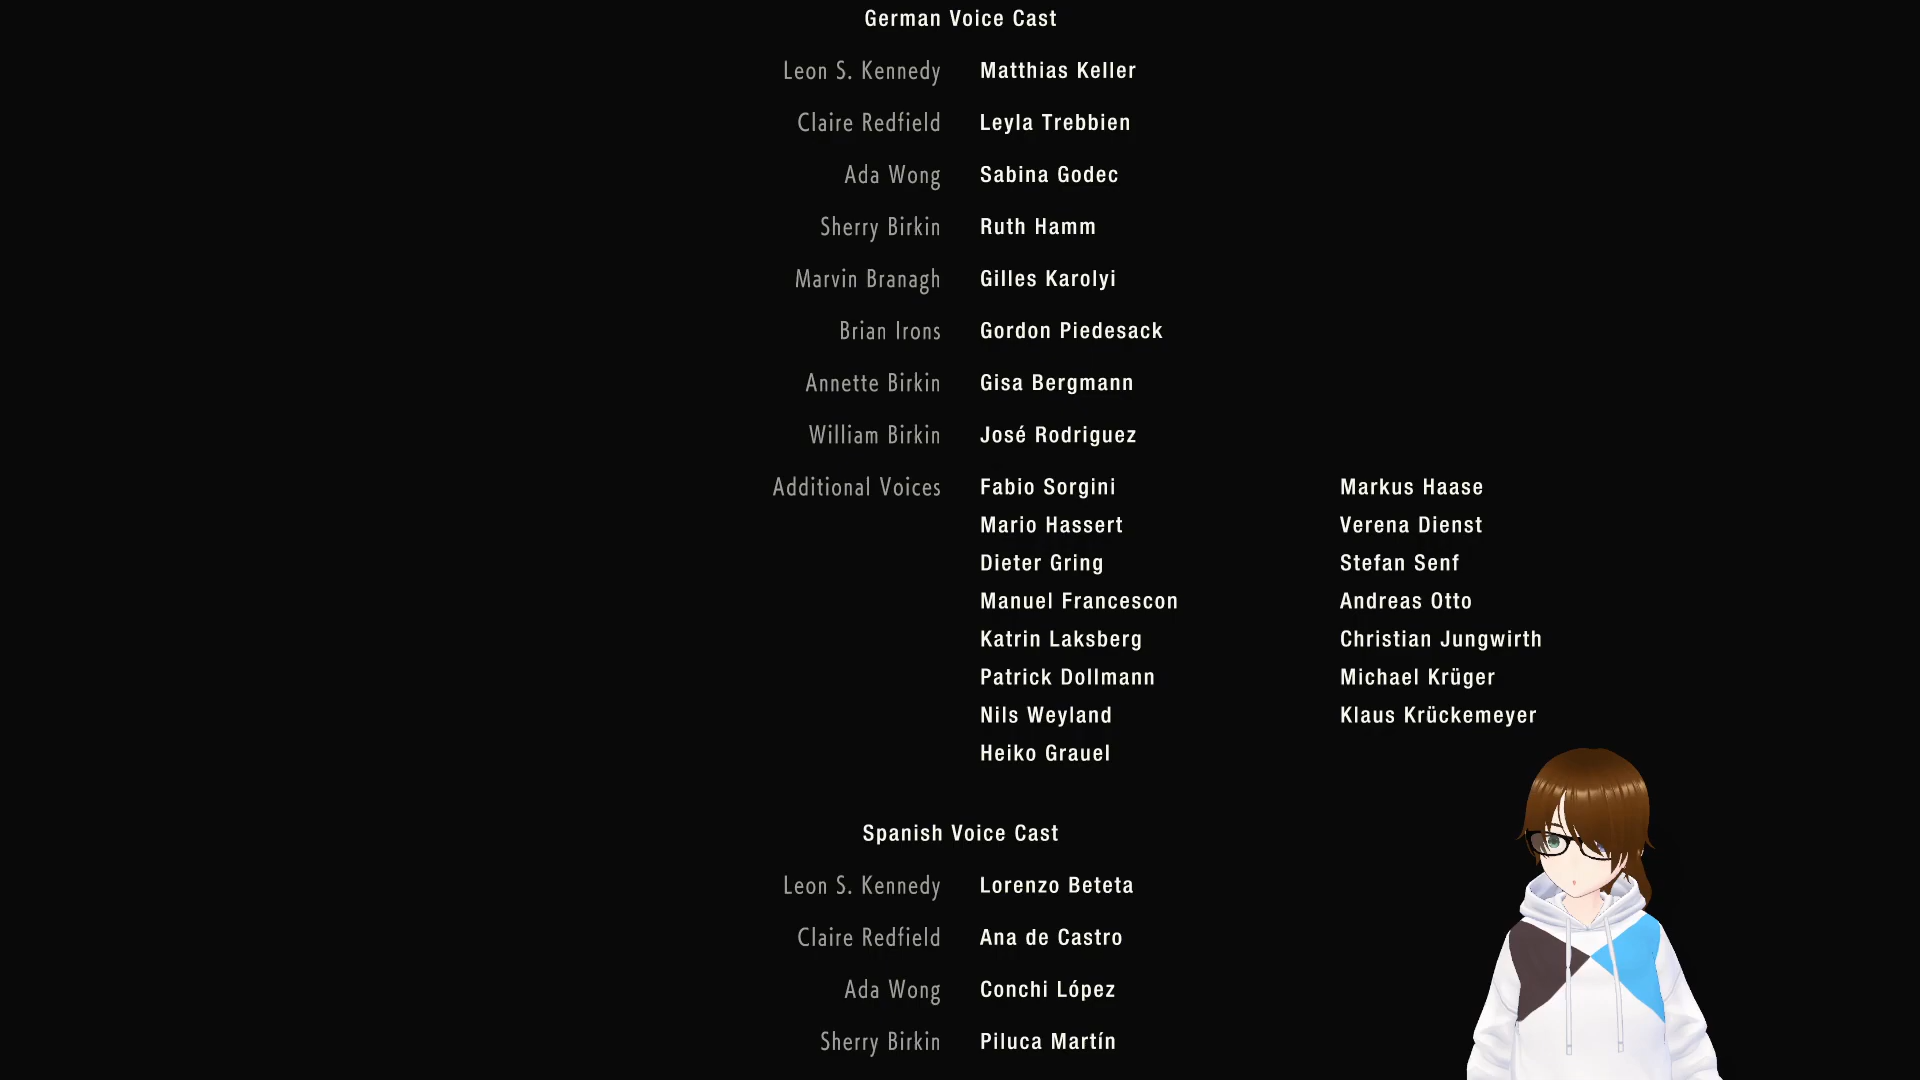 German Voice Cast
Leon S. Kennedy Matthias Keller
Claire Redfield Leyla Trebbien
Ada Wong Sabina Godec
Sherry Birkin Ruth Hamm
Marvin Branagh Gilles Karolyi
Brian Irons Gordon Piedesack
Annette Birkin Gisa Bergmann
William Birkin José Rodriguez
Additional Voices Fabio Sorgini Markus Haase
Mario Hassert Verena Dienst
Dieter Gring Stefan Senf
Manuel Francescon Andreas Otto
Katrin Laksberg Christian Jungwirth
Patrick Dollmann Michael Krüger
Nils Weyland Klaus Krückemeyer
Heiko Grauel
Spanish Voice Cast
Leon S. Kennedy Lorenzo Beteta
Claire Redfield Ana de Castro
Ada Wong Conchi López
Sherry Birkin Piluca Martín